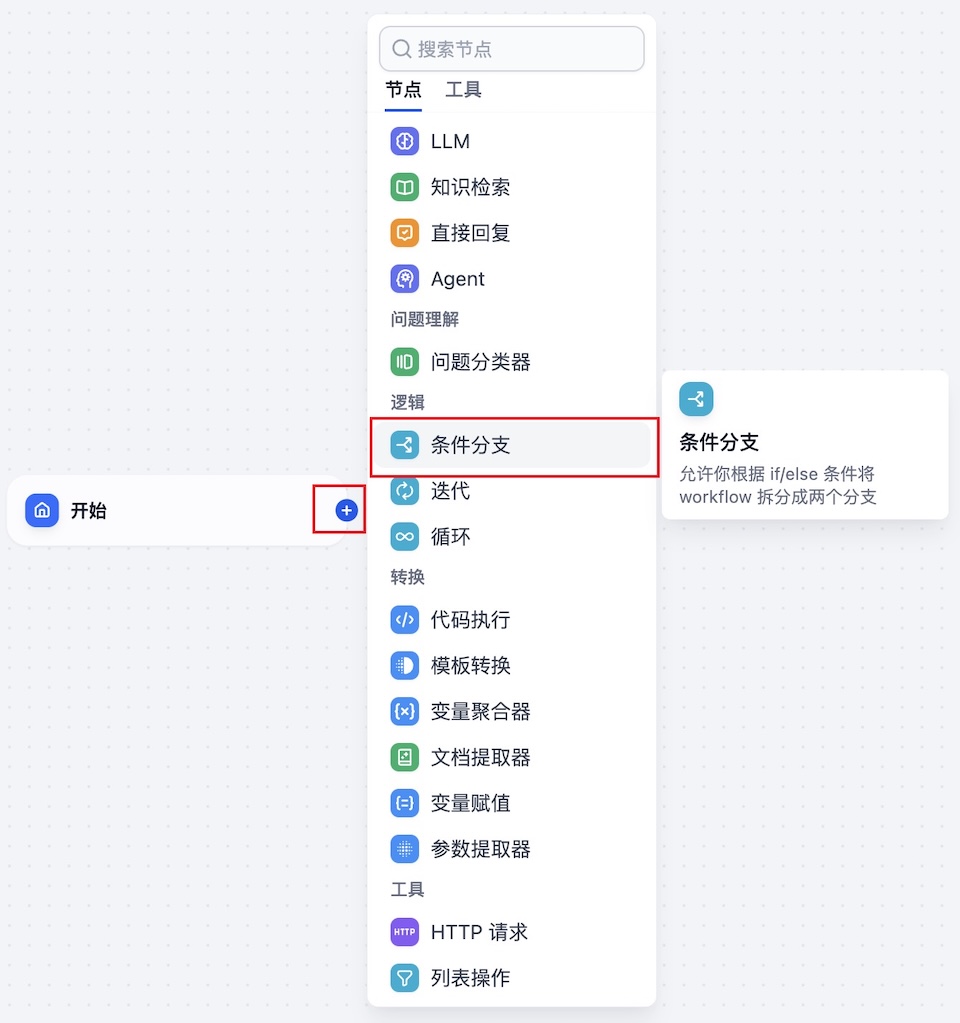 搜索节点
节点 工具
LLM
知识检索
直接回复
Agent
问题理解
问题分类器
逻辑
条件分支
迭代
循环
转换
代码执行
模板转换
变量聚合器
文档提取器
变量赋值
参数提取器
工具
HTTP HTTP 请求
列表操作
开始
条件分支
允许你根据 if/else 条件将
workflow 拆分成两个分支